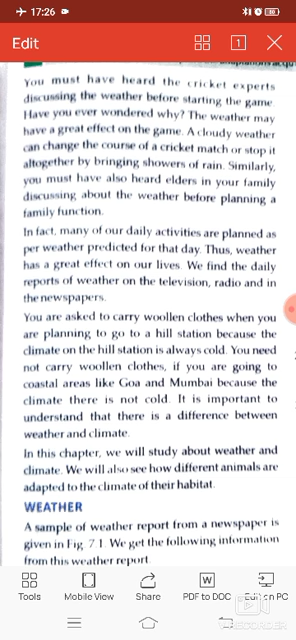 17:26
Edit
1
You must have heard the cricket experts
discussing the weather before starting the game.
Have you ever wondered why? The weather may
have a great effect on the game. A cloudy weather
can change the course of a cricket match or stop it
altogether by bringing showers of rain. Similarly,
you must have also heard elders in your family
discussing about the weather before planning a
family function.
In fact, many of our daily activities are planned as
per weather predicted for that day. Thus, weather
has a great effect on our lives. We find the daily
reports of weather on the television, radio and in
the newspapers.
You are asked to carry woollen clothes when you
are planning to go to a hill station because the
climate on the hill station is always cold. You need
not carry woollen clothes, if you are going to
coastal areas like Goa and Mumbai because the
climate there is not cold. It is important to
understand that there is a difference between
weather and climate.
In this chapter, we will study about weather and
climate. We will also see how different animals are
adapted to the climate of their habitat.
WEATHER
A sample of weather report from a newspaper is
given in Fig. 7.1. We get the following information
from this weather report.
Tools Mobile View Share PDF to DOC Edit on PC
RECORDER